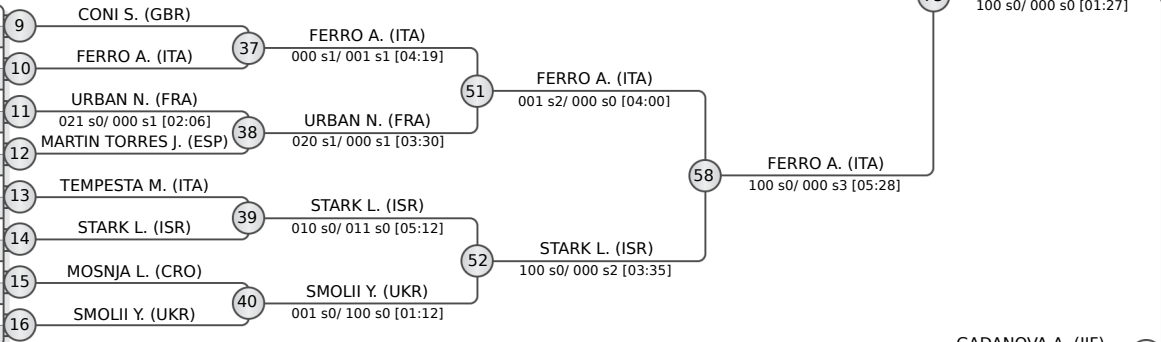 100 s0/ 000 s0 [01:27]
9
CONI S. (GBR)
37
FERRO A. (ITA)
000 s1/ 001 s1 [04:19]
10
FERRO A. (ITA)
51
FERRO A. (ITA)
001 s2/ 000 s0 [04:00]
11
URBAN N. (FRA)
021 s0/ 000 s1 [02:06]
38
URBAN N. (FRA)
020 s1/ 000 s1 [03:30]
12
MARTIN TORRES J. (ESP)
58
FERRO A. (ITA)
100 s0/ 000 s3 [05:28]
13
TEMPESTA M. (ITA)
39
STARK L. (ISR)
010 s0/ 011 s0 [05:12]
14
STARK L. (ISR)
52
STARK L. (ISR)
100 s0/ 000 s2 [03:35]
15
MOSNJA L. (CRO)
40
SMOLII Y. (UKR)
001 s0/ 100 s0 [01:12]
16
SMOLII Y. (UKR)